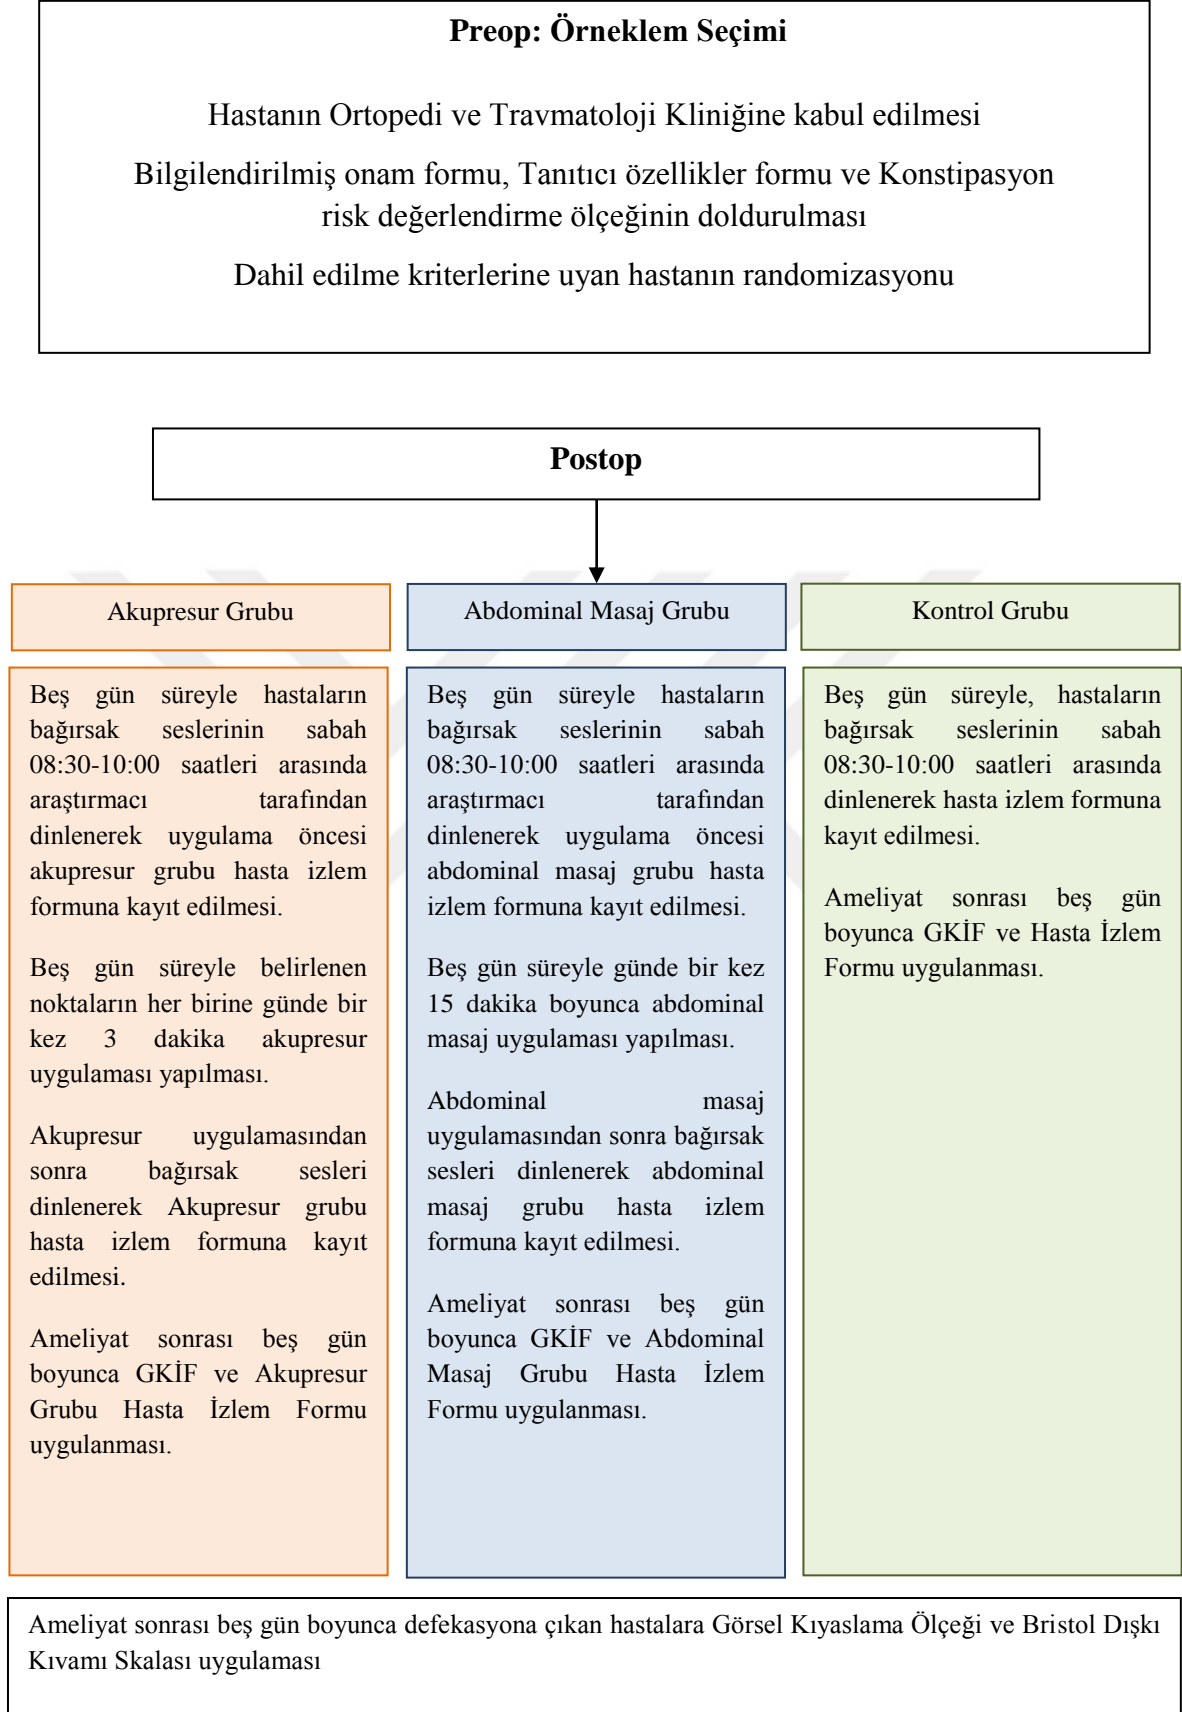 Preop: Örneklem Seçimi
Hastanın Ortopedi ve Travmatoloji Kliniğine kabul edilmesi
Bilgilendirilmiş onam formu, Tanıtıcı özellikler formu ve Konstipasyon
risk değerlendirme ölçeğinin doldurulması
Dahil edilme kriterlerine uyan hastanın randomizasyonu
Postop
Akupresur Grubu
Beş gün süreyle hastaların
bağırsak seslerinin sabah
08:30-10:00 saatleri arasında
araştırmacı tarafından
dinlenerek uygulama öncesi
akupresur grubu hasta izlem
formuna kayıt edilmesi.
Beş gün süreyle belirlenen
noktaların her birine günde bir
kez 3 dakika akupresur
uygulaması yapılması.
Akupresur uygulamasından
sonra bağırsak sesleri
dinlenerek Akupresur grubu
hasta izlem formuna kayıt
edilmesi.
Ameliyat sonrası beş gün
boyunca GKİF ve Akupresur
Grubu Hasta İzlem Formu
uygulanması.
Abdominal Masaj Grubu
Beş gün süreyle hastaların
bağırsak seslerinin sabah
08:30-10:00 saatleri arasında
araştırmacı tarafından
dinlenerek uygulama öncesi
abdominal masaj grubu hasta
izlem formuna kayıt edilmesi.
Beş gün süreyle günde bir kez
15 dakika boyunca abdominal
masaj uygulaması yapılması.
Abdominal masaj
uygulamasından sonra bağırsak
sesleri dinlenerek abdominal
masaj grubu hasta izlem
formuna kayıt edilmesi.
Ameliyat sonrası beş gün
boyunca GKİF ve Abdominal
Masaj Grubu Hasta İzlem
Formu uygulanması.
Kontrol Grubu
Beş gün süreyle, hastaların
bağırsak seslerinin sabah
08:30-10:00 saatleri arasında
dinlenerek hasta izlem formuna
kayıt edilmesi.
Ameliyat sonrası beş gün
boyunca GKİF ve Hasta İzlem
Formu uygulanması.
Ameliyat sonrası beş gün boyunca defekasyona çıkan hastalara Görsel Kıyaslama Ölçeği ve Bristol Dışkı
Kıvamı Skalası uygulaması